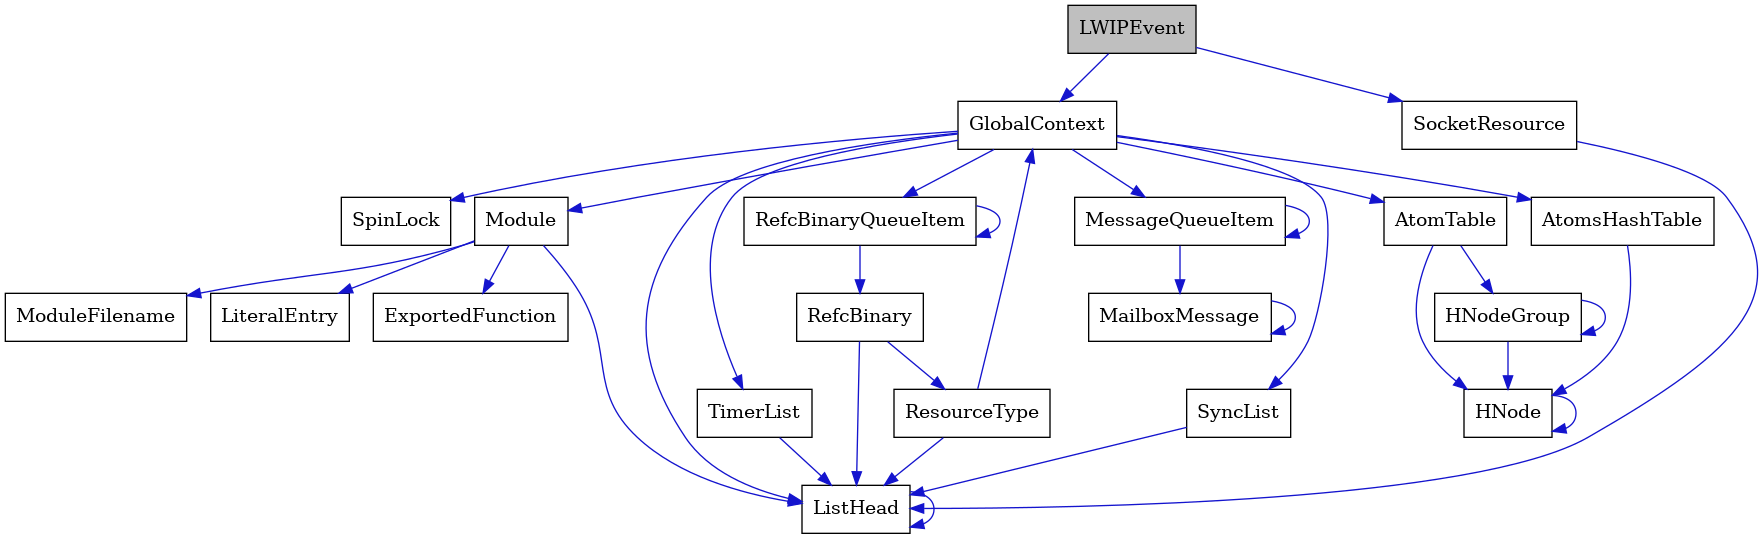 LWIPEvent
GlobalContext
SocketResource
SpinLock
Module
RefcBinaryQueueItem
MessageQueueItem
AtomTable
AtomsHashTable
ModuleFilename
LiteralEntry
ExportedFunction
RefcBinary
MailboxMessage
HNodeGroup
TimerList
ResourceType
SyncList
HNode
ListHead